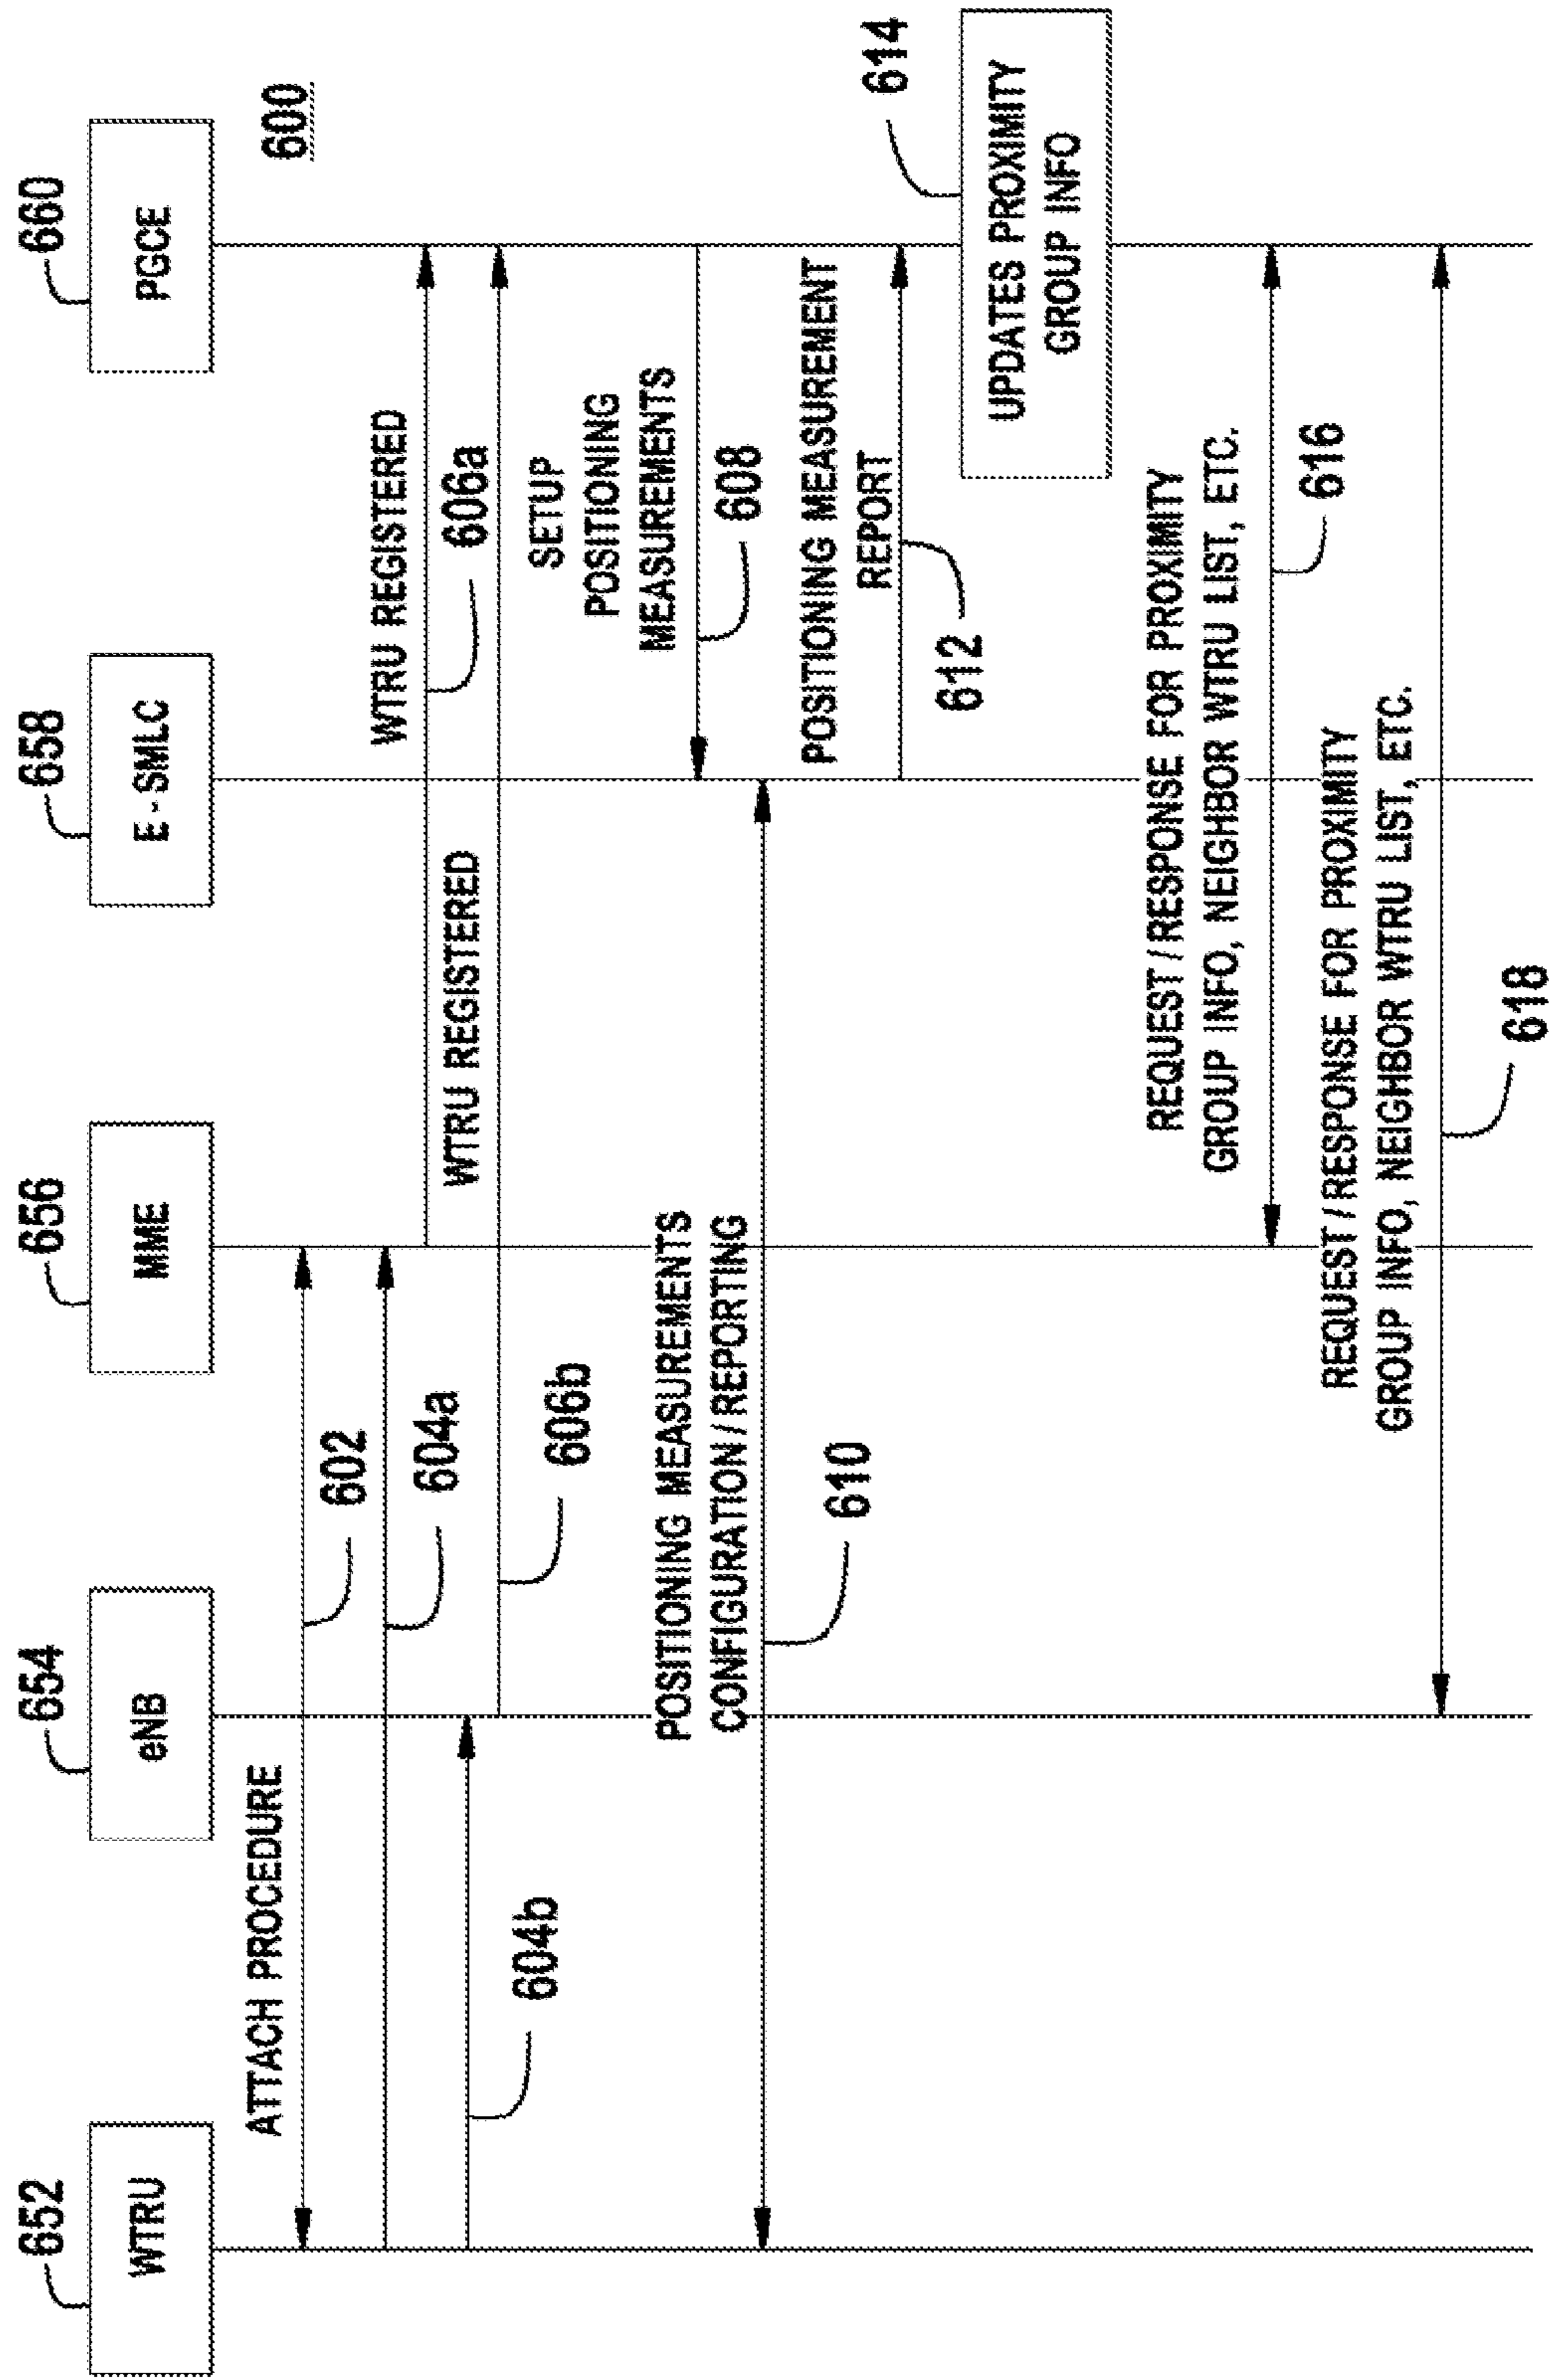 652
WTRU
654
eNB
656
MME
658
E-SMLC
660
PGCE
600
ATTACH PROCEDURE
602
604a
604b
WTRU REGISTERED
606a
WTRU REGISTERED
606b
SETUP
POSITIONING
MEASUREMENTS
608
POSITIONING MEASUREMENTS
CONFIGURATION/REPORTING
610
POSITIONING MEASUREMENT
REPORT
612
614
UPDATES PROXIMITY
GROUP INFO
REQUEST/RESPONSE FOR PROXIMITY
GROUP INFO, NEIGHBOR WTRU LIST, ETC.
616
REQUEST/RESPONSE FOR PROXIMITY
GROUP INFO, NEIGHBOR WTRU LIST, ETC.
618